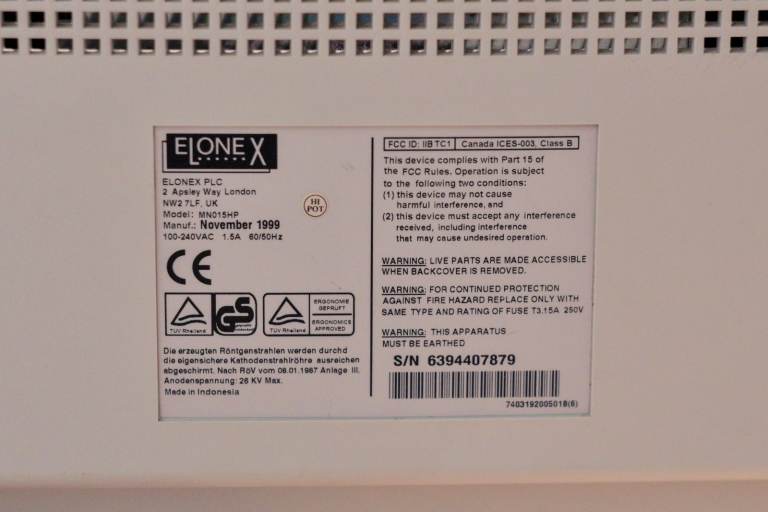 ELONEX
ELONEX PLC
2 Apsley Way London
NW2 7LF, UK
Model: MN015HP
Manuf.: November 1999
100-240VAC 1.5A 60/50Hz
HI
POT
CE
TUV Rheinland
GS
geprüfte
Sicherheit
TUV Rheinland
ERGONOMIE
GEPRÜFT
ERGONOMICS
APPROVED
Die erzeugten Röntgenstrahlen werden durchd
die eigensichere Kathodenstrahlröhre ausreichen
abgeschirmt. Nach RöV vom 08.01.1987 Anlage III.
Anodenspannung: 26 KV Max.
Made in Indonesia
FCC ID: IIBTC1 Canada ICES-003, Class B
This device complies with Part 15 of
the FCC Rules. Operation is subject
to the following two conditions:
(1) this device may not cause
harmful interference, and
(2) this device must accept any interference
received, including interference
that may cause undesired operation.
WARNING: LIVE PARTS ARE MADE ACCESSIBLE
WHEN BACKCOVER IS REMOVED.
WARNING: FOR CONTINUED PROTECTION
AGAINST FIRE HAZARD REPLACE ONLY WITH
SAME TYPE AND RATING OF FUSE T3.15A 250V
WARNING: THIS APPARATUS
MUST BE EARTHED
S/N 6394407879
7403192005018(6)